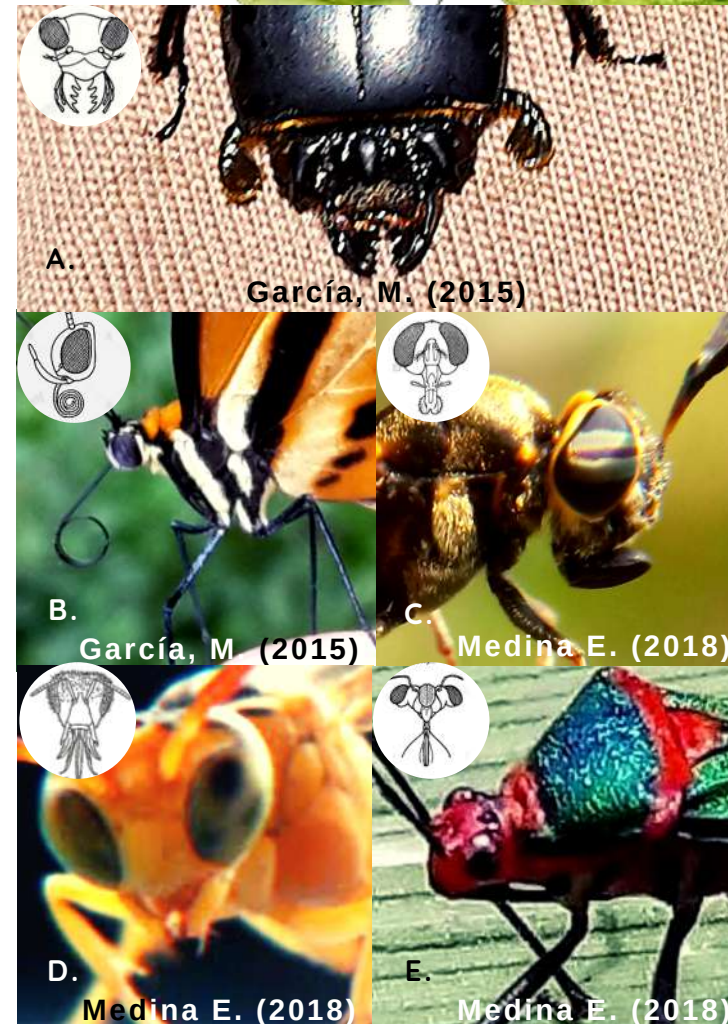 A.
García, M. (2015)
B.
García, M (2015)
C.
Medina E. (2018)
D.
Medina E. (2018)
E.
Medina E. (2018)